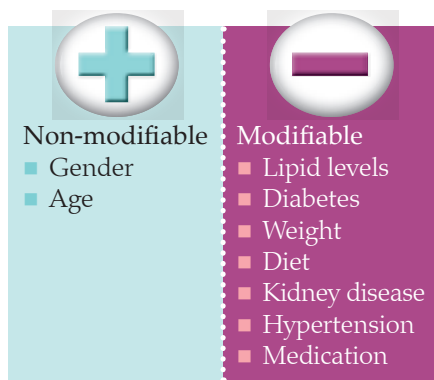 Non-modifiable
Gender
Age
Modifiable
Lipid levels
Diabetes
Weight
Diet
Kidney disease
Hypertension
Medication